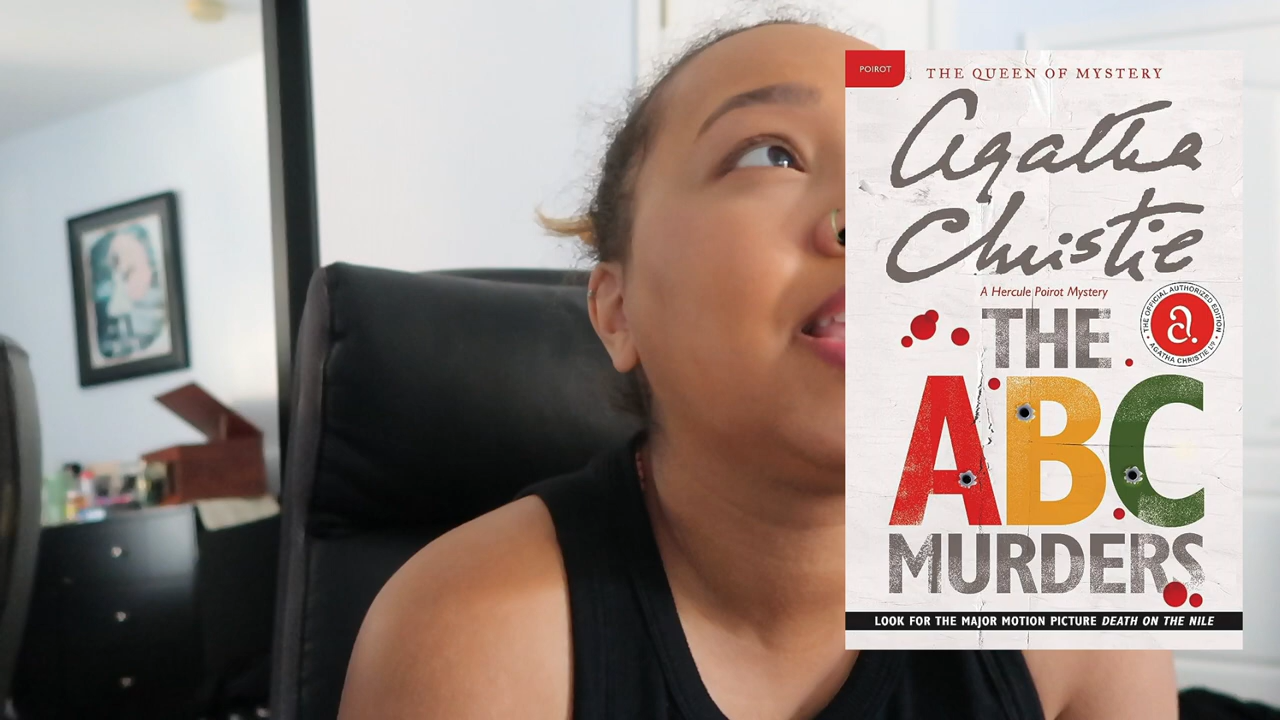 POIROT
THE QUEEN OF MYSTERY
Agatha
Christie
A Hercule Poirot Mystery
THE OFFICIAL AUTHORIZED EDITION
AGATHA CHRISTIE LTD
THE
ABC
MURDERS
LOOK FOR THE MAJOR MOTION PICTURE DEATH ON THE NILE